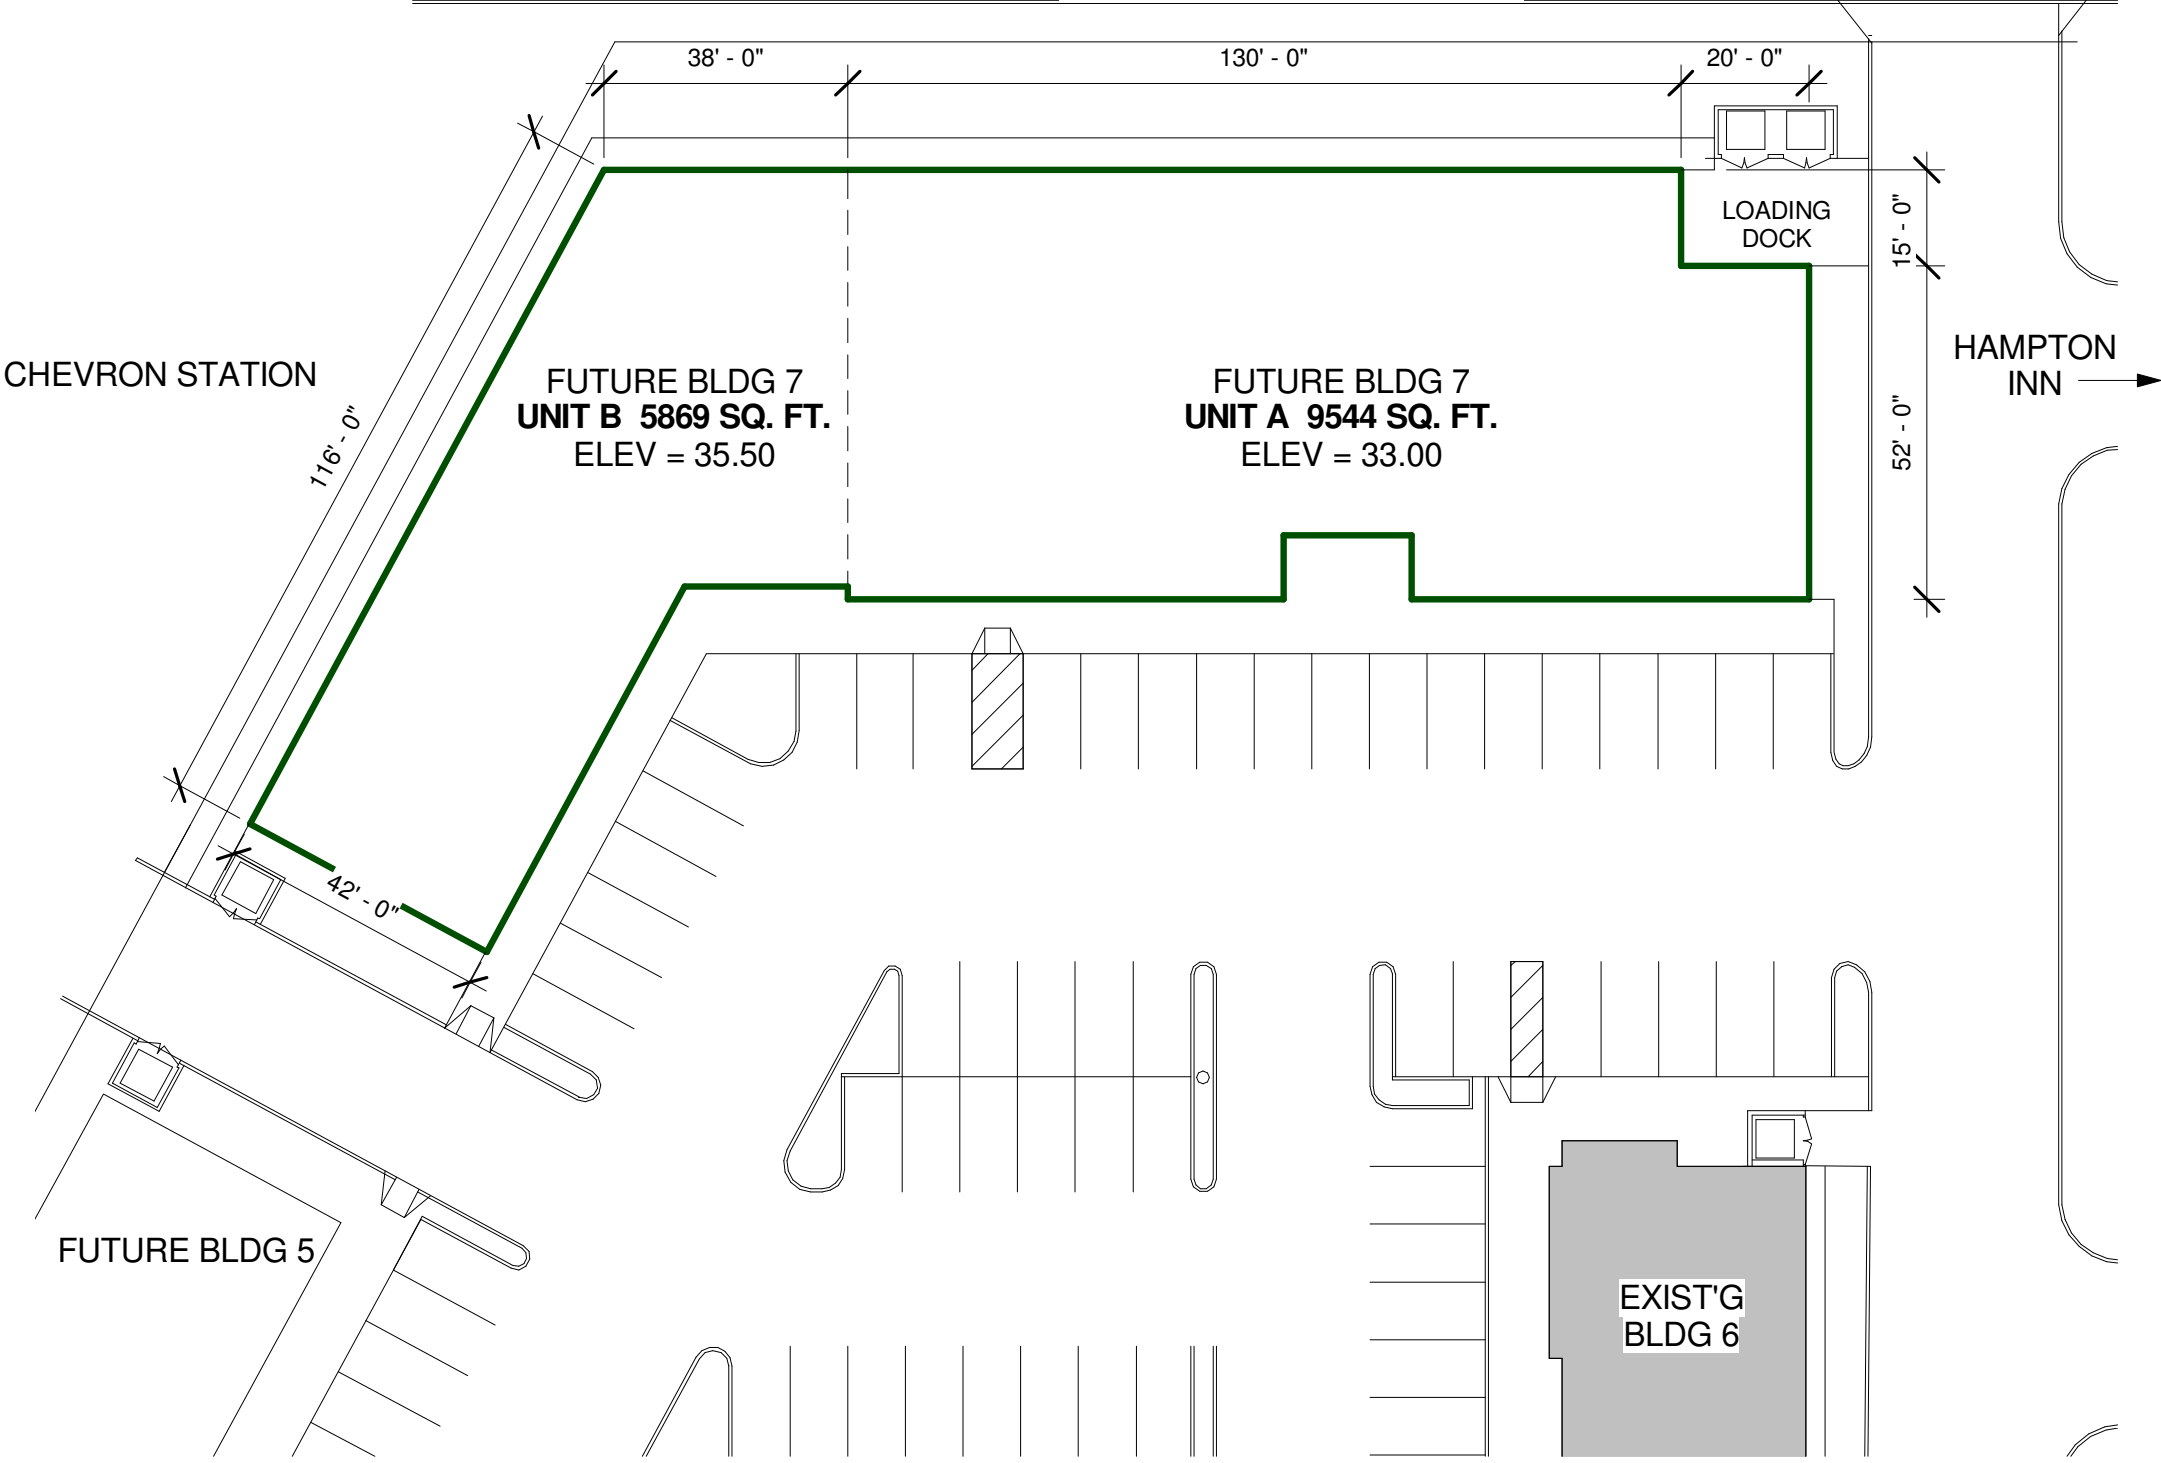 38' - 0"
130' - 0"
20' - 0"
LOADING
DOCK
15' - 0"
CHEVRON STATION
116' - 0"
FUTURE BLDG 7
UNIT B  5869 SQ. FT.
ELEV = 35.50
FUTURE BLDG 7
UNIT A  9544 SQ. FT.
ELEV = 33.00
52' - 0"
HAMPTON
INN
42' - 0"
FUTURE BLDG 5
EXIST'G
BLDG 6